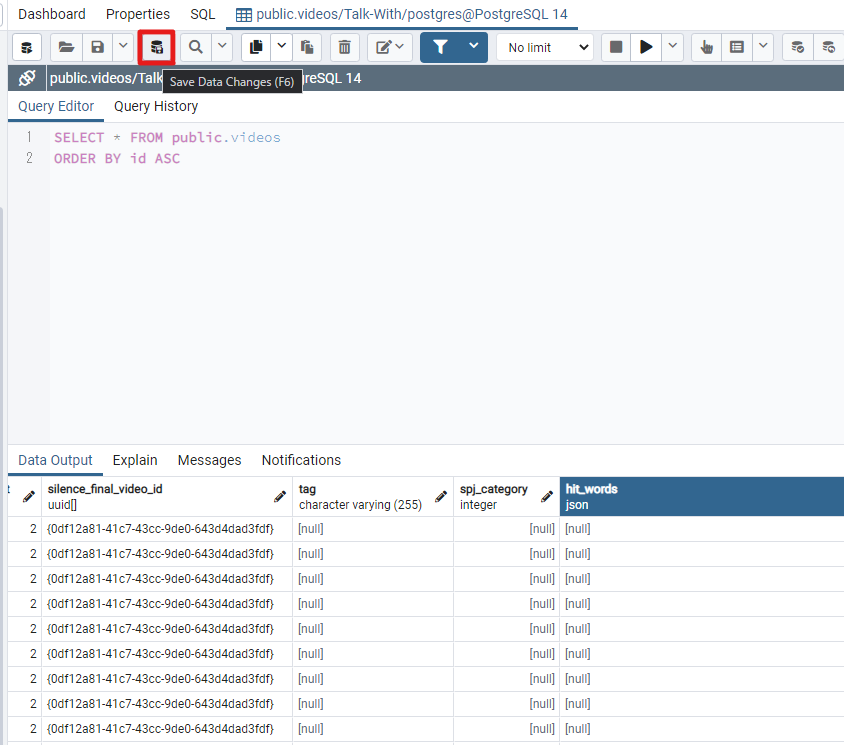 Dashboard Properties SQL public.videos/Talk-With/postgres@PostgreSQL 14
No limit
public.videos/Talk reSQL 14
Save Data Changes (F6)
Query Editor Query History
1 SELECT * FROM public.videos
2 ORDER BY id ASC
Data Output Explain Messages Notifications
t silence_final_video_id tag spj_category hit_words
uuid[] character varying (255) integer json
2 {0df12a81-41c7-43cc-9de0-643d4dad3fdf} [null] [null] [null]
2 {0df12a81-41c7-43cc-9de0-643d4dad3fdf} [null] [null] [null]
2 {0df12a81-41c7-43cc-9de0-643d4dad3fdf} [null] [null] [null]
2 {0df12a81-41c7-43cc-9de0-643d4dad3fdf} [null] [null] [null]
2 {0df12a81-41c7-43cc-9de0-643d4dad3fdf} [null] [null] [null]
2 {0df12a81-41c7-43cc-9de0-643d4dad3fdf} [null] [null] [null]
2 {0df12a81-41c7-43cc-9de0-643d4dad3fdf} [null] [null] [null]
2 {0df12a81-41c7-43cc-9de0-643d4dad3fdf} [null] [null] [null]
2 {0df12a81-41c7-43cc-9de0-643d4dad3fdf} [null] [null] [null]